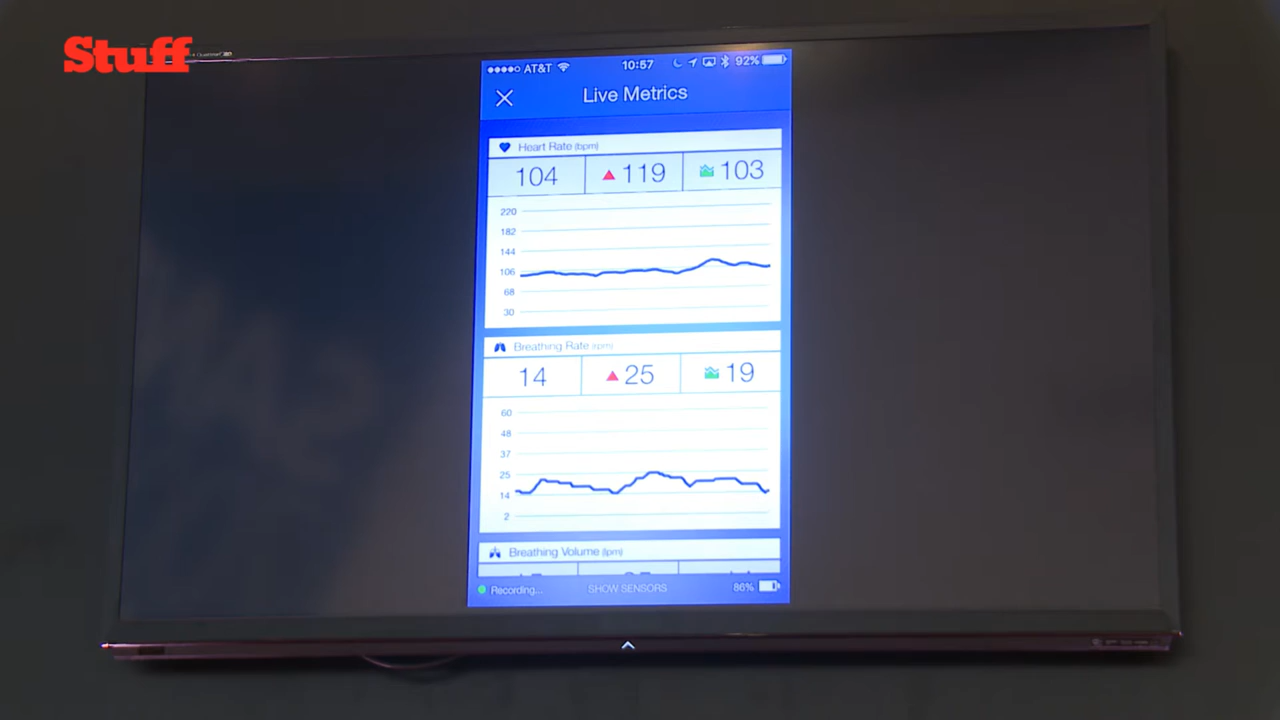 Stuff
AT&T 10:57 92%
Live Metrics
Heart Rate (bpm)
104 119 103
220
182
144
106
68
30
Breathing Rate (rpm)
14 25 19
60
48
37
25
14
2
Breathing Volume (lpm)
Recording... SHOW SENSORS 86%